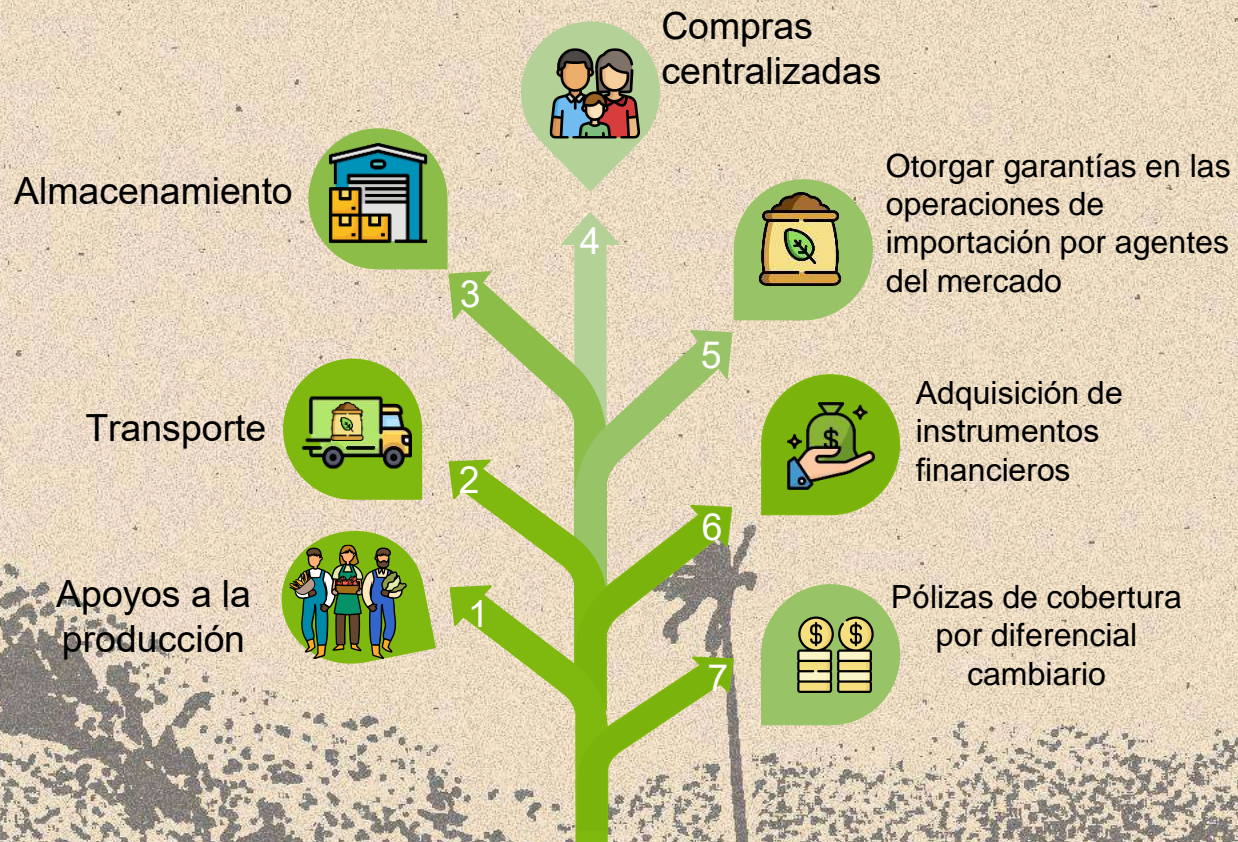 Compras
centralizadas
Almacenamiento
Otorgar garantías en las
operaciones de
importación por agentes
del mercado
4
3
5
Transporte
Adquisición de
instrumentos
financieros
2
6
Apoyos a la
producción
1
Pólizas de cobertura
por diferencial
cambiario
7
$
$ $